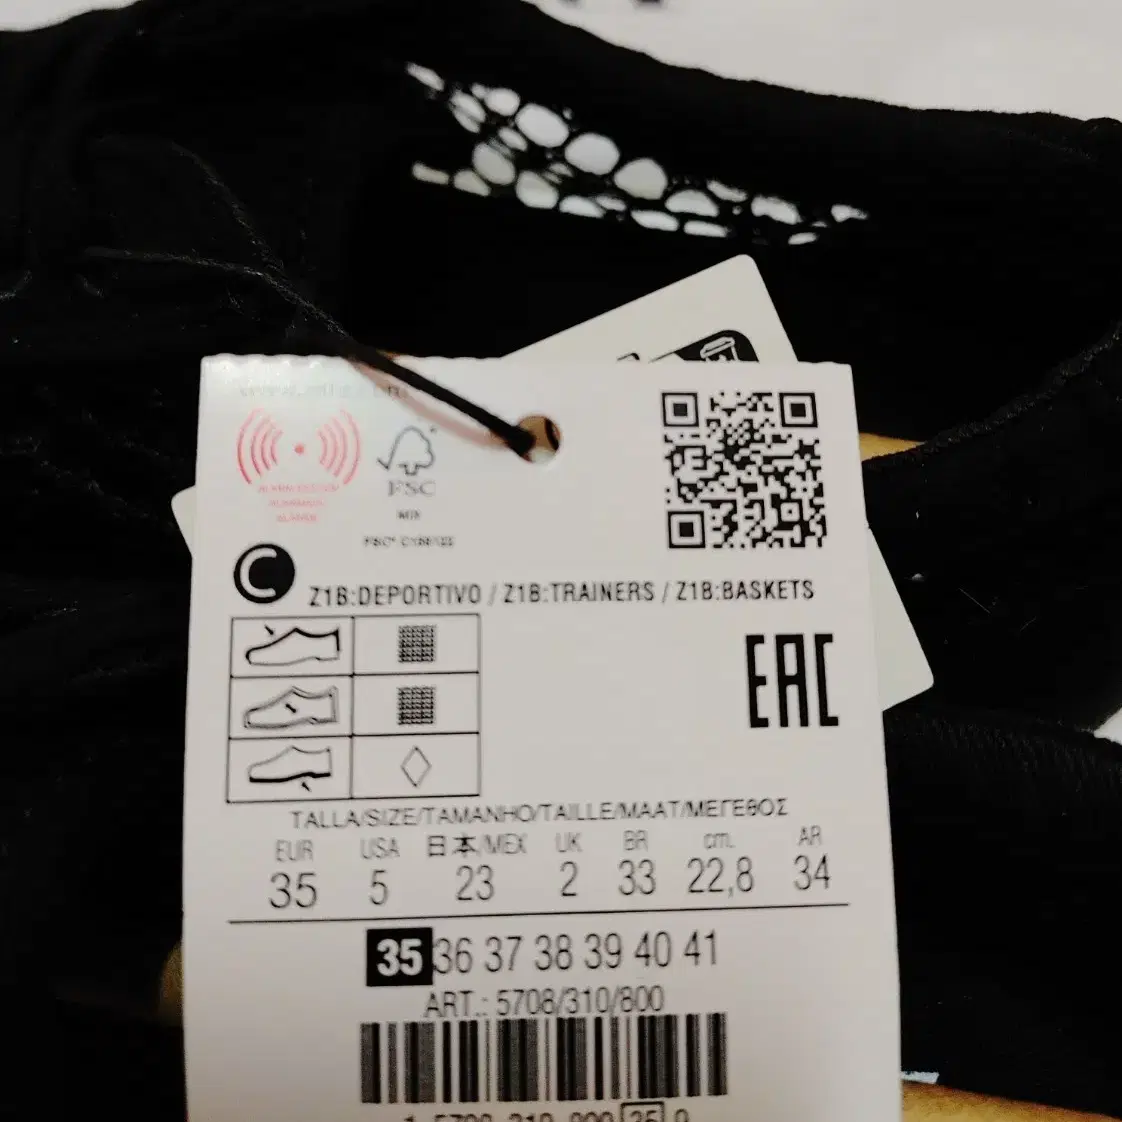 FSC
MIX
C
Z1B:DEPORTIVO / Z1B:TRAINERS / Z1B:BASKETS
EAC
TALLA/SIZE/TAMANHO/TAILLE/MAAT/ΜΕΓΕΘΟΣ
EUR USA 日本/MEX UK BR cm. AR
35 5 23 2 33 22,8 34
35 36 37 38 39 40 41
ART.: 5708/310/800